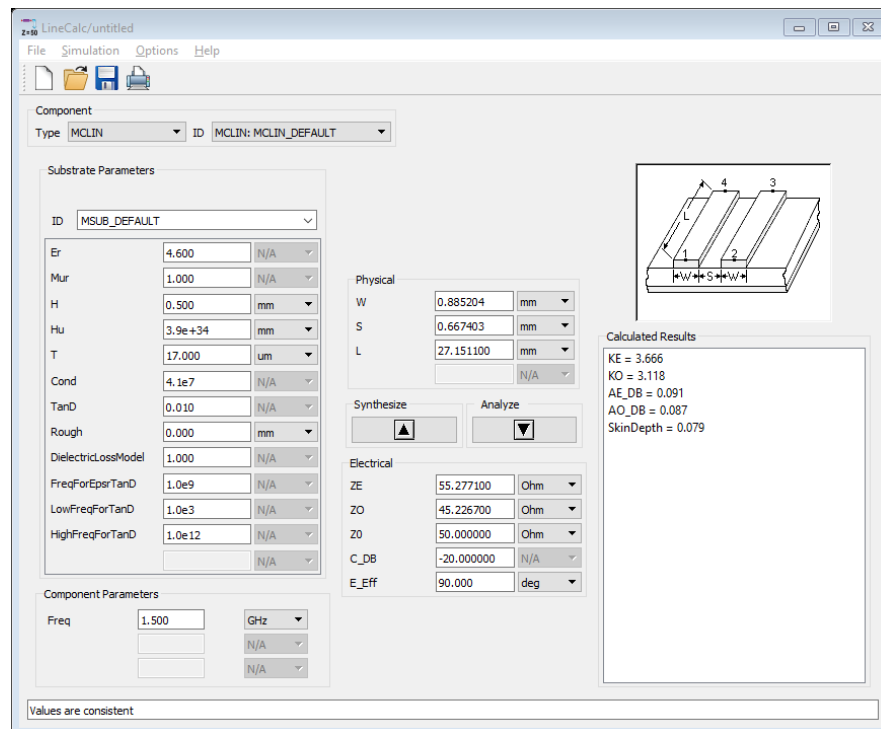 Z=50 LineCalc/untitled
File Simulation Options Help
Component
Type MCLIN ID MCLIN: MCLIN_DEFAULT
Substrate Parameters
ID MSUB_DEFAULT
Er 4.600 N/A
Mur 1.000 N/A
H 0.500 mm
Hu 3.9e+34 mm
T 17.000 um
Cond 4.1e7 N/A
TanD 0.010 N/A
Rough 0.000 mm
DielectricLossModel 1.000 N/A
FreqForEpsrTanD 1.0e9 N/A
LowFreqForTanD 1.0e3 N/A
HighFreqForTanD 1.0e12 N/A
N/A
Component Parameters
Freq 1.500 GHz
N/A
N/A
Physical
W 0.885204 mm
S 0.667403 mm
L 27.151100 mm
N/A
Synthesize Analyze
Electrical
ZE 55.277100 Ohm
ZO 45.226700 Ohm
Z0 50.000000 Ohm
C_DB -20.000000 N/A
E_Eff 90.000 deg
4 3
L
1 2
W S W
Calculated Results
KE = 3.666
KO = 3.118
AE_DB = 0.091
AO_DB = 0.087
SkinDepth = 0.079
Values are consistent